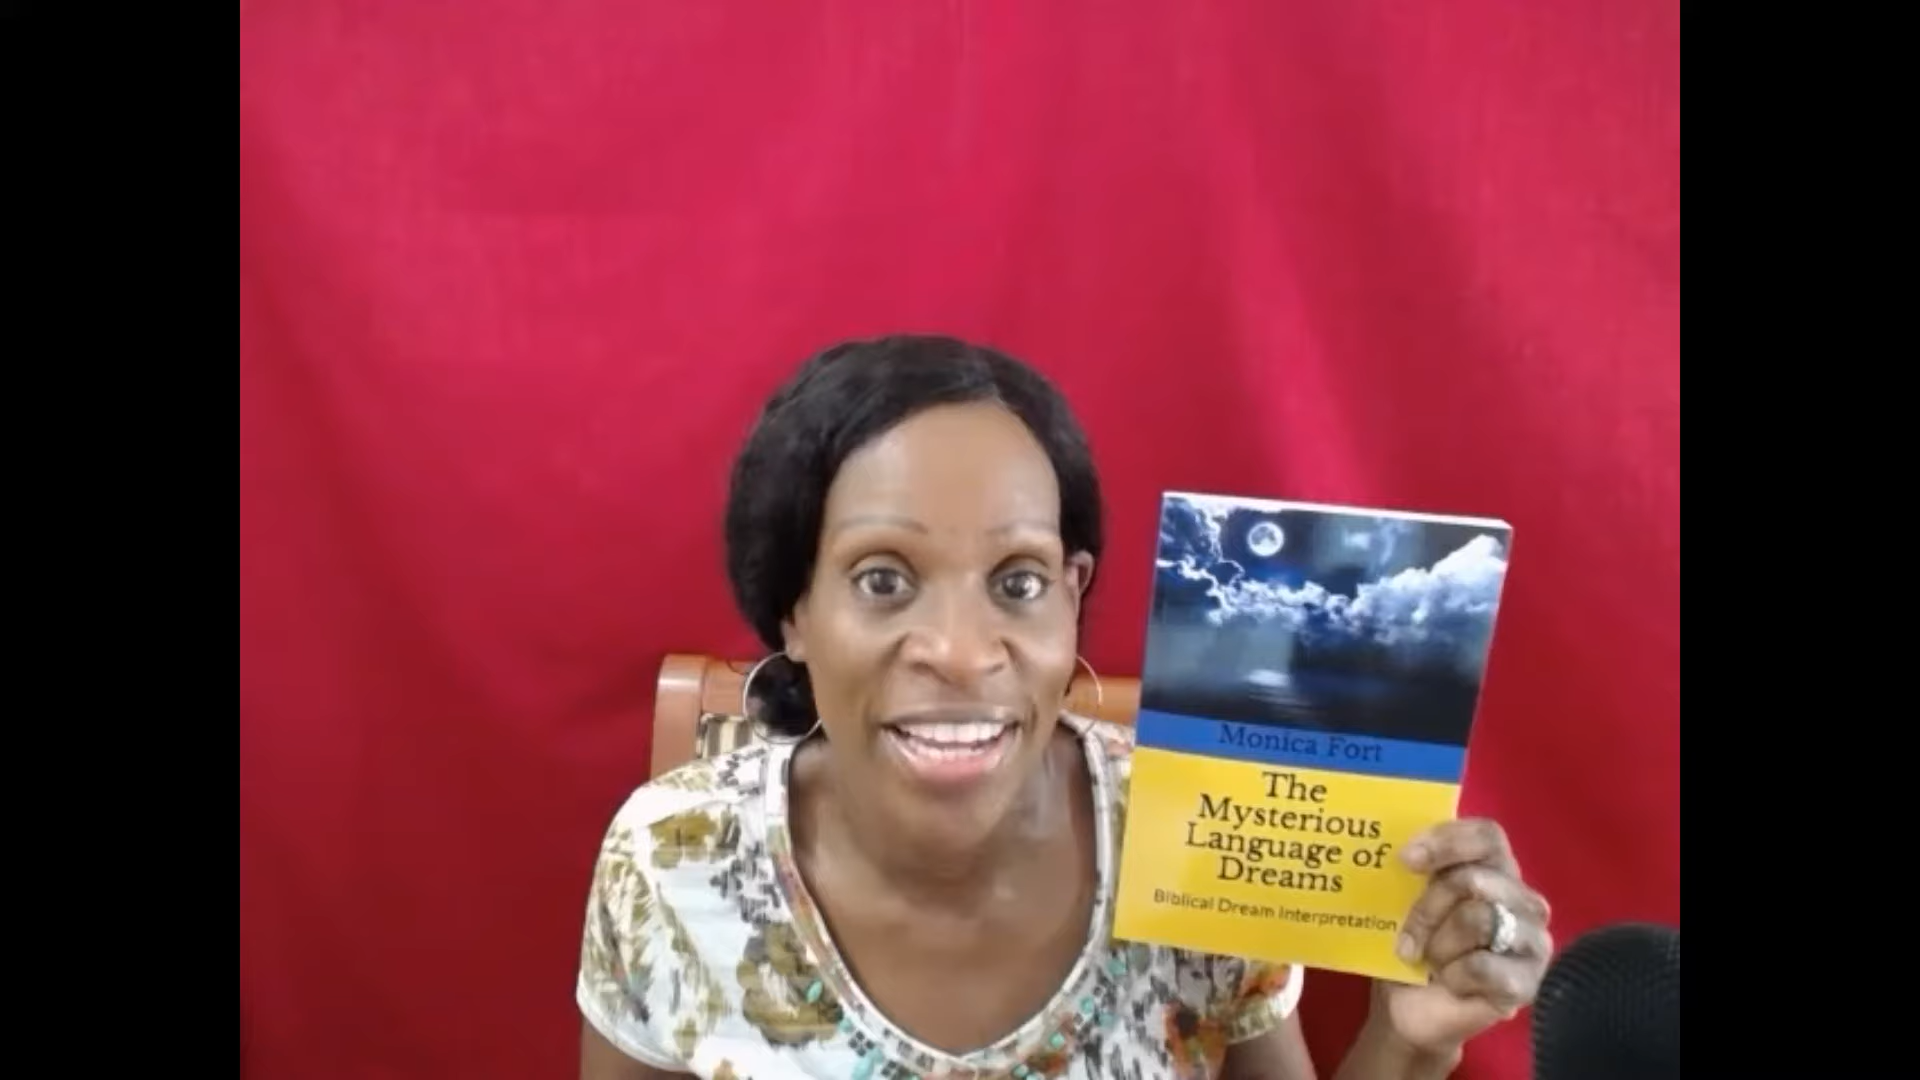 Monica Fort
The
Mysterious
Language of
Dreams
Biblical Dream Interpretation